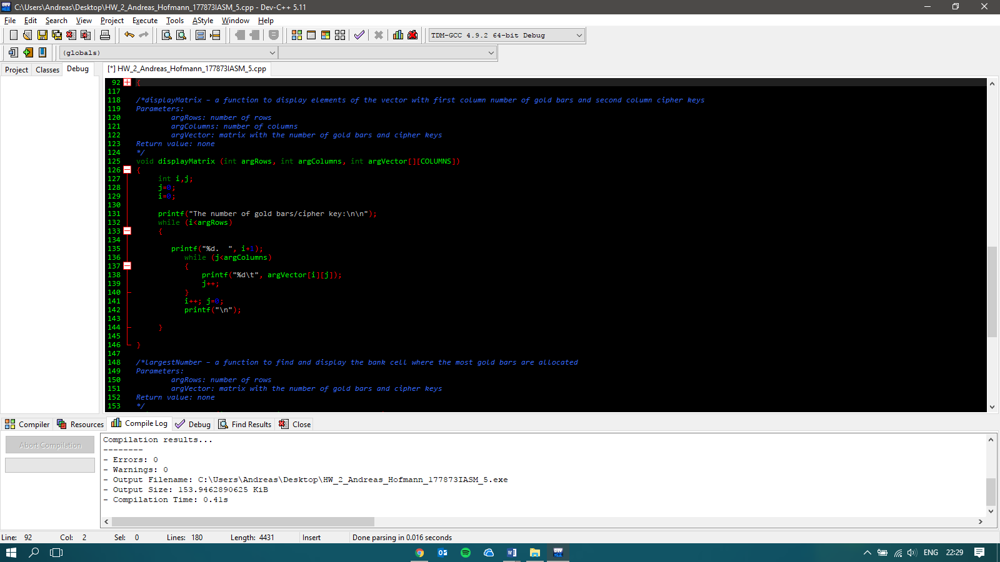 C:\Users\Andreas\Desktop\HW_2_Andreas_Hofmann_177873IASM_5.cpp - Dev-C++ 5.11
File Edit Search View Project Execute Tools AStyle Window Help
TDM-GCC 4.9.2 64-bit Debug
(globals)
Project Classes Debug [*] HW_2_Andreas_Hofmann_177873IASM_5.cpp
92 {
117
118 /*displayMatrix - a function to display elements of the vector with first column number of gold bars and second column cipher keys
119 Parameters:
120 argRows: number of rows
121 argColumns: number of columns
122 argVector: matrix with the number of gold bars and cipher keys
123 Return value: none
124 */
125 void displayMatrix (int argRows, int argColumns, int argVector[][COLUMNS])
126 {
127 int i,j;
128 j=0;
129 i=0;
130
131 printf("The number of gold bars/cipher key:\n\n");
132 while (i<argRows)
133 {
134
135 printf("%d.  ", i+1);
136 while (j<argColumns)
137 {
138 printf("%d\t", argVector[i][j]);
139 j++;
140 }
141 i++; j=0;
142 printf("\n");
143
144 }
145
146 }
147
148 /*largestNumber - a function to find and display the bank cell where the most gold bars are allocated
149 Parameters:
150 argRows: number of rows
151 argVector: matrix with the number of gold bars and cipher keys
152 Return value: none
153 */
Compiler Resources Compile Log Debug Find Results Close
Abort Compilation
Compilation results...
--------
- Errors: 0
- Warnings: 0
- Output Filename: C:\Users\Andreas\Desktop\HW_2_Andreas_Hofmann_177873IASM_5.exe
- Output Size: 153.9462890625 KiB
- Compilation Time: 0.41s
Line: 92 Col: 2 Sel: 0 Lines: 180 Length: 4431 Insert Done parsing in 0.016 seconds
ENG 22:29